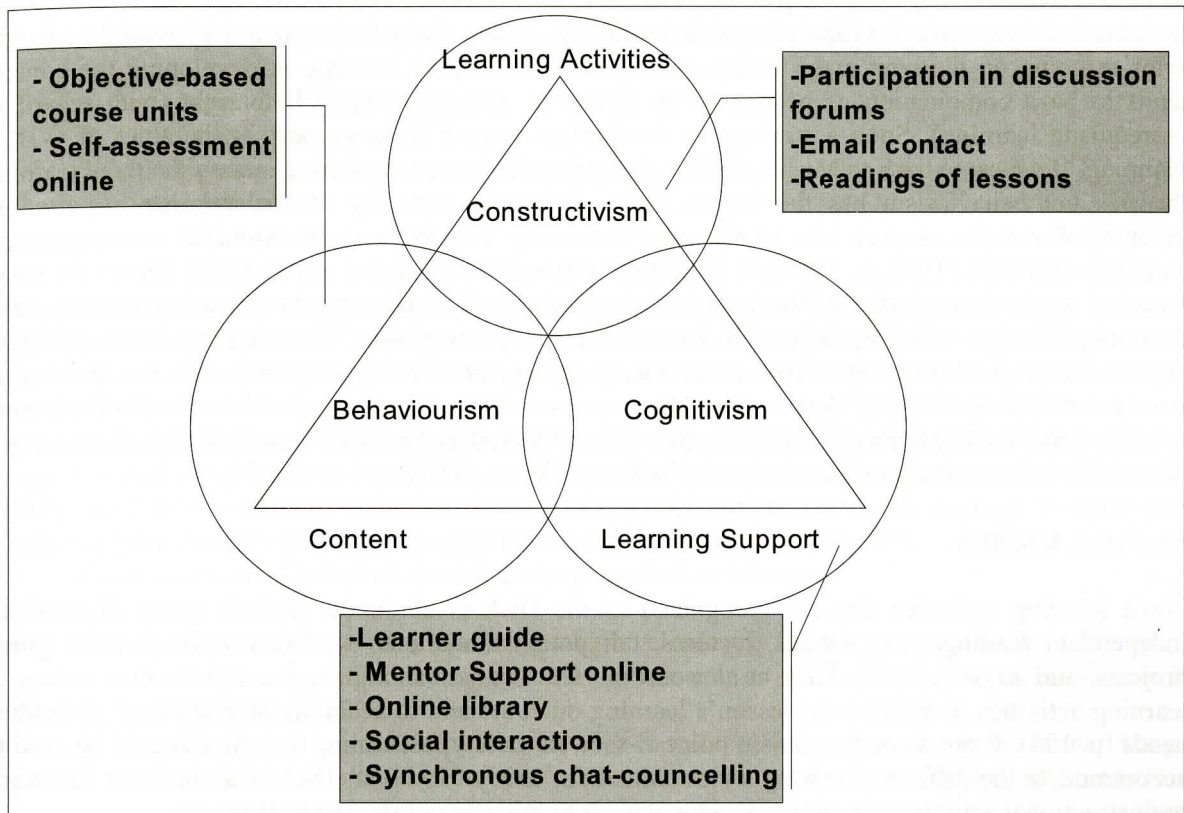 Learning Activities
- Objective-based
course units
- Self-assessment
online
-Participation in discussion
forums
- Email contact
-Readings of lessons
Constructivism
Behaviourism
Cognitivism
Content
Learning Support
-Learner guide
- Mentor Support online
- Online library
- Social interaction
- Synchronous chat-councelling